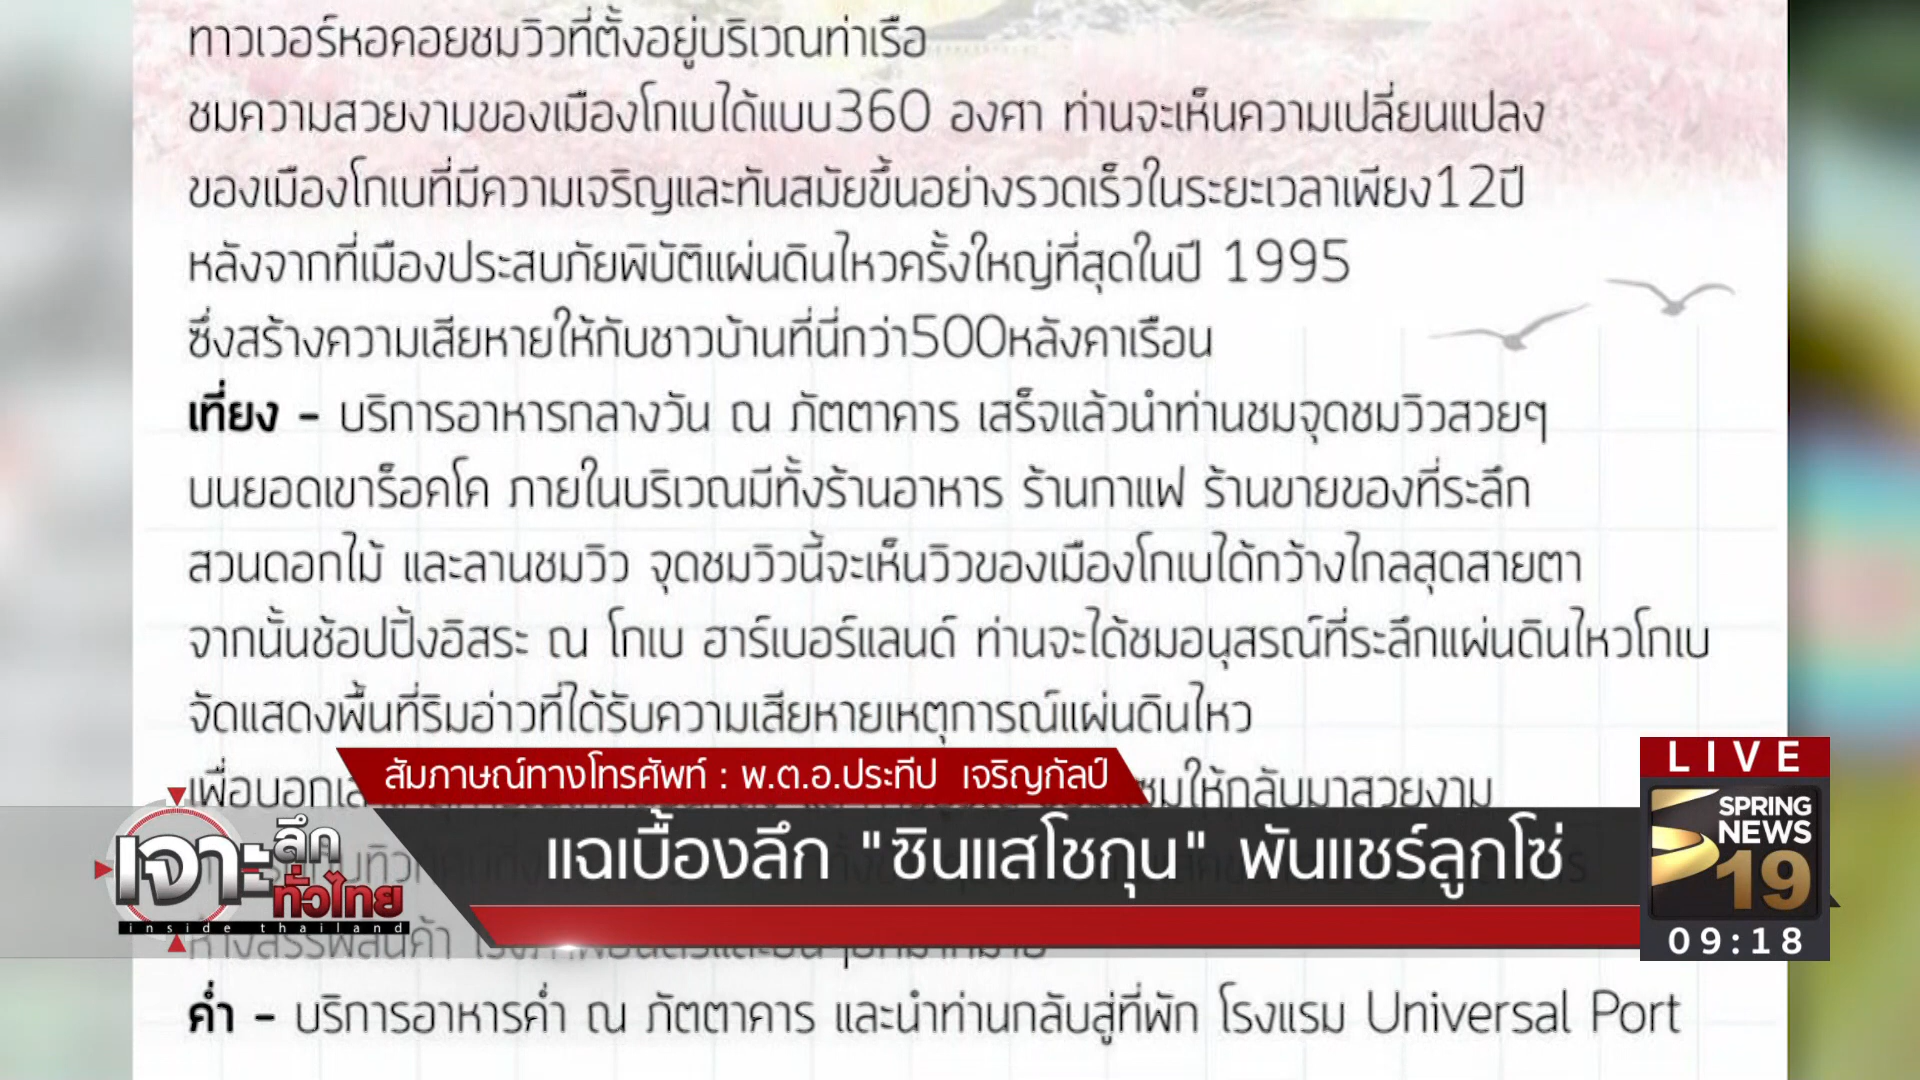 ทาวเวอร์หอคอยชมวิวที่ตั้งอยู่บริเวณท่าเรือ
ชมความสวยงามของเมืองโกเบได้แบบ360 องศา ท่านจะเห็นความเปลี่ยนแปลง
ของเมืองโกเบที่มีความเจริญและทันสมัยขึ้นอย่างรวดเร็วในระยะเวลาเพียง12ปี
หลังจากที่เมืองประสบภัยพิบัติแผ่นดินไหวครั้งใหญ่ที่สุดในปี 1995
ซึ่งสร้างความเสียหายให้กับชาวบ้านที่นี่กว่า500หลังคาเรือน
เที่ยง - บริการอาหารกลางวัน ณ ภัตตาคาร เสร็จแล้วนำท่านชมจุดชมวิวสวยๆ
บนยอดเขาร็อคโค ภายในบริเวณมีทั้งร้านอาหาร ร้านกาแฟ ร้านขายของที่ระลึก
สวนดอกไม้ และลานชมวิว จุดชมวิวนี้จะเห็นวิวของเมืองโกเบได้กว้างไกลสุดสายตา
จากนั้นช้อปปิ้งอิสระ ณ โกเบ ฮาร์เบอร์แลนด์ ท่านจะได้ชมอนุสรณ์ที่ระลึกแผ่นดินไหวโกเบ
จัดแสดงพื้นที่ริมอ่าวที่ได้รับความเสียหายเหตุการณ์แผ่นดินไหว
ให้กลับมาสวยงาม
ห้างสรรพสินค้า
ค่ำ - บริการอาหารค่ำ ณ ภัตตาคาร และนำท่านกลับสู่ที่พัก โรงแรม Universal Port
สัมภาษณ์ทางโทรศัพท์ : พ.ต.อ.ประทีป เจริญกัลป์
แฉเบื้องลึก "ซินแสโชกุน" พันแชร์ลูกโซ่
เจาะลึกทั่วไทย
inside thailand
LIVE
SPRING
NEWS
19
09:18